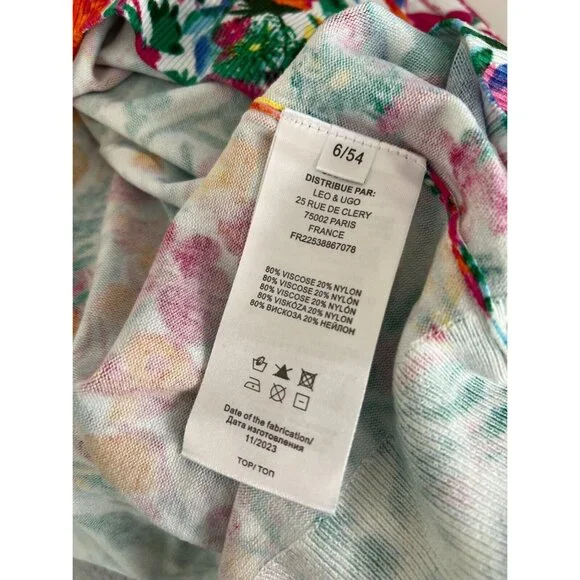 6/54
DISTRIBUE PAR:
LEO & UGO
25 RUE DE CLERY
75002 PARIS
FRANCE
FR22538867078
80% VISCOSE 20% NYLON
80% VISCOSE 20% NYLON
80% VISCOSE 20% NYLON
80% VISKÓZA 20% NYLON
80% ВИСКОЗА 20% НЕЙЛОН
Date of the fabrication/
Дата изготовления
11/2023
TOP/ ТОП